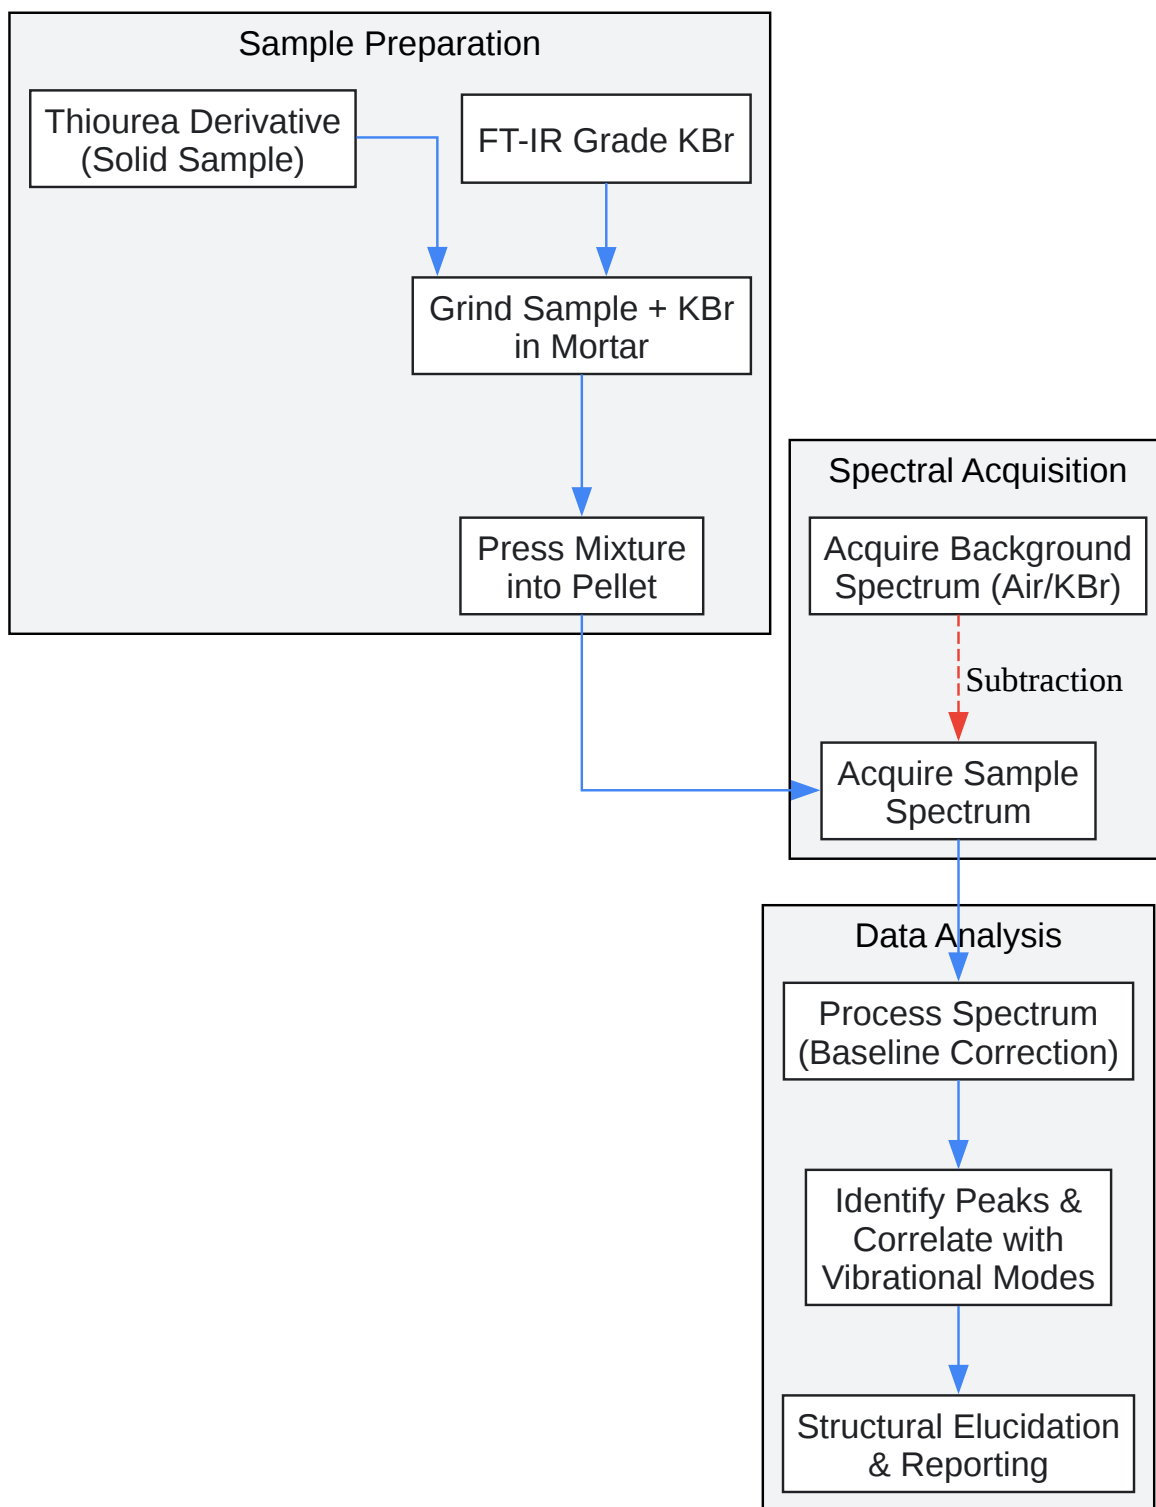 Sample Preparation
Thiourea Derivative
(Solid Sample)
FT-IR Grade KBr
Grind Sample + KBr
in Mortar
Press Mixture
into Pellet
Spectral Acquisition
Acquire Background
Spectrum (Air/KBr)
Subtraction
Acquire Sample
Spectrum
Data Analysis
Process Spectrum
(Baseline Correction)
Identify Peaks &
Correlate with
Vibrational Modes
Structural Elucidation
& Reporting